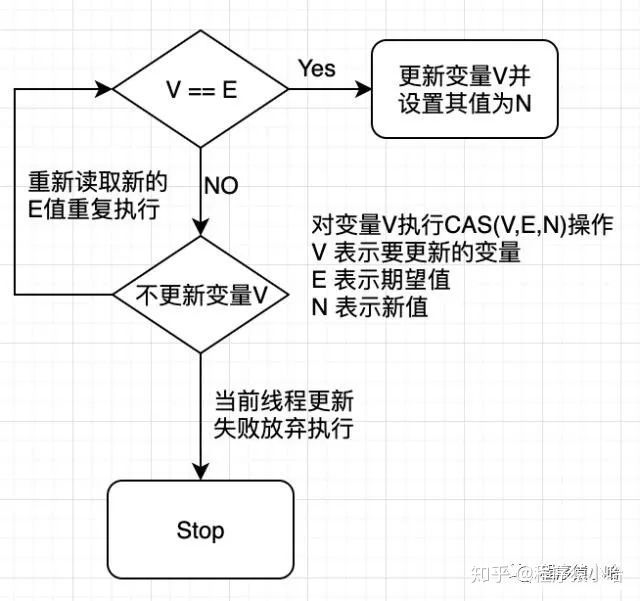 V == E
Yes
更新变量V并
设置其值为N
重新读取新的
E值重复执行
NO
对变量V执行CAS(V,E,N)操作
V 表示要更新的变量
E 表示期望值
N 表示新值
不更新变量V
当前线程更新
失败放弃执行
Stop
知乎 @程序猿小哈